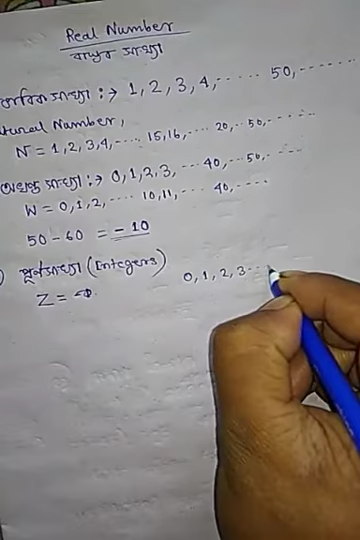 Real Number
বাস্তব সংখ্যা
সংখ্যা :→ 1, 2, 3, 4, ...... 50, .......
Number,
N = 1, 2, 3, 4, ..... 15, 16, .... 20, .. 50, .....
সংখ্যা :→ 0, 1, 2, 3, .... 40, ... 50, ....
W = 0, 1, 2, .... 10, 11, .... 40, ....
50 - 60 = - 10
পূর্ণসংখ্যা (Integers)
Z = -∞ 0, 1, 2, 3 ...